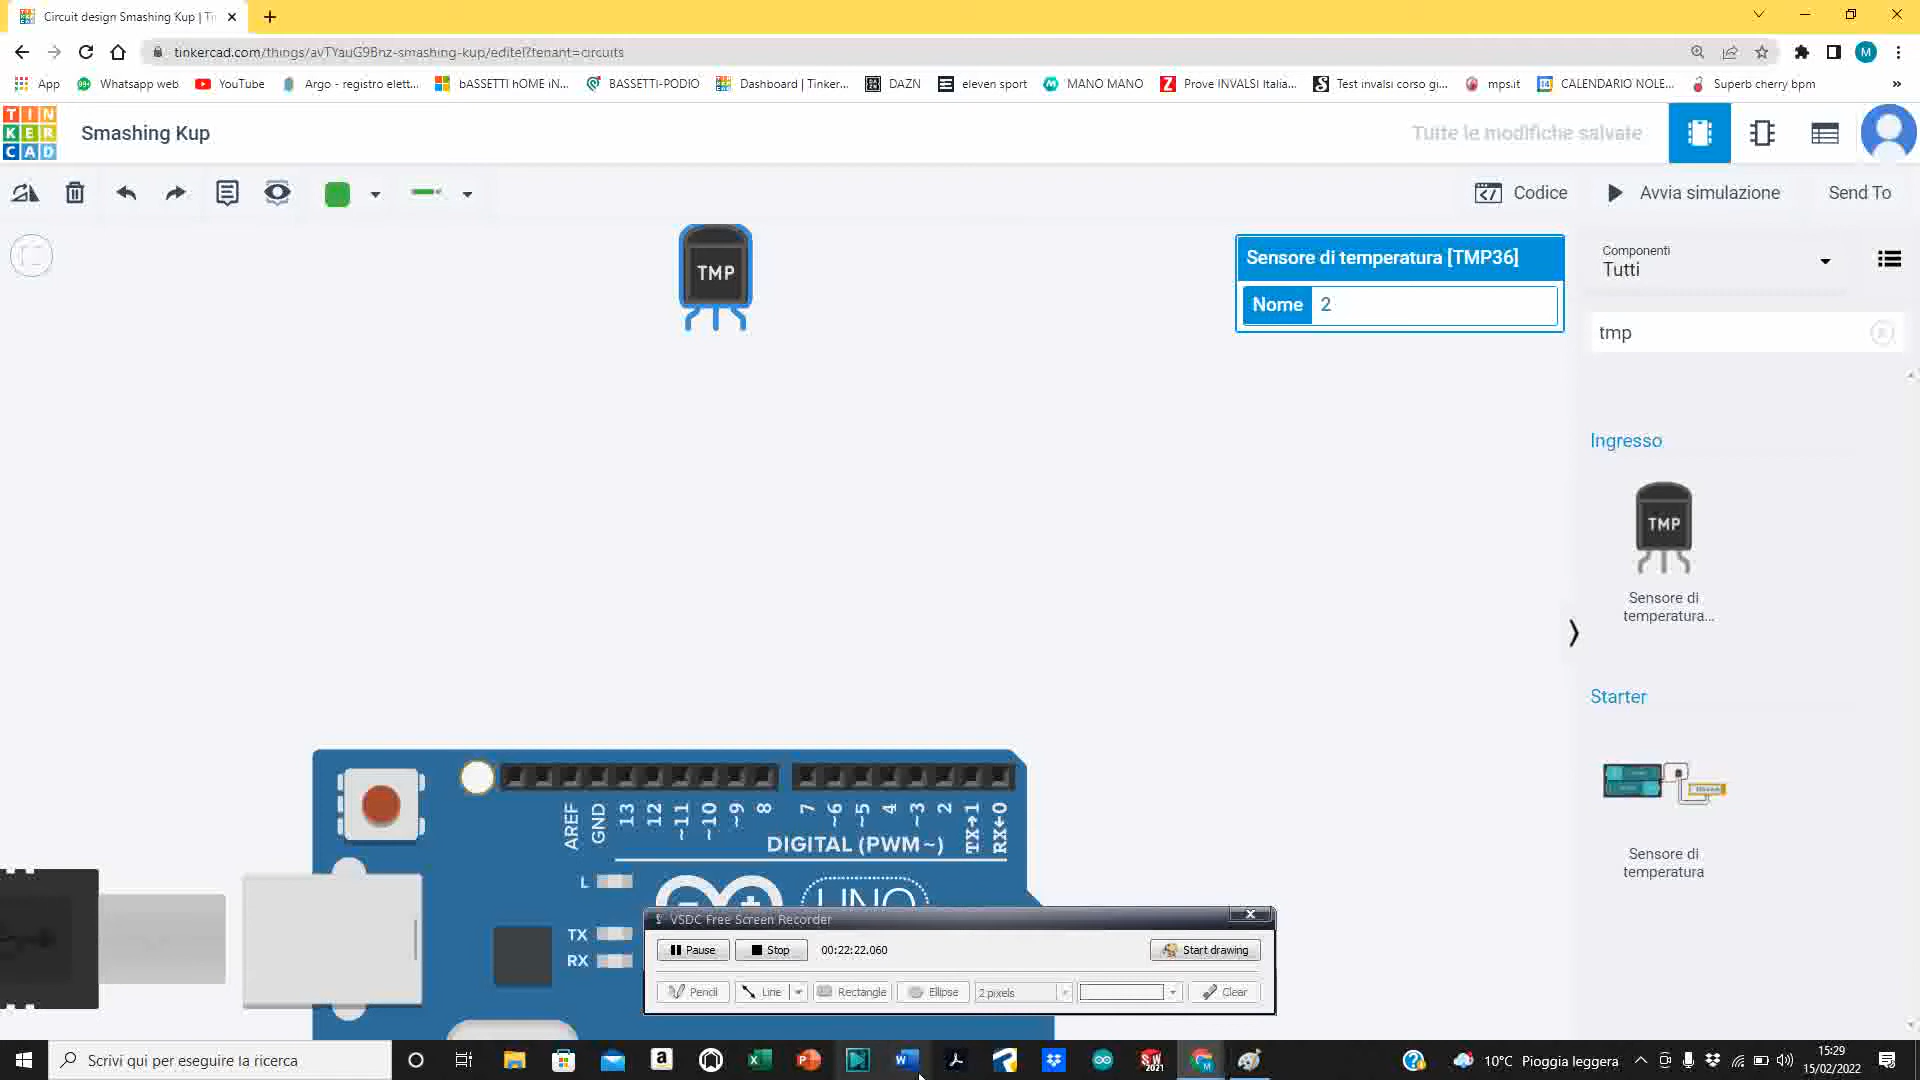 Circuit design Smashing Kup | Ti
tinkercad.com/things/avTYauG9Bnz-smashing-kup/editel?tenant=circuits
M
App
99+
Whatsapp web
YouTube
Argo - registro elett...
bASSETTI hOME iN...
BASSETTI-PODIO
Dashboard | Tinker...
DAZN
eleven sport
MANO MANO
Prove INVALSI Italia...
Test invalsi corso gi...
mps.it
CALENDARIO NOLE...
Superb cherry bpm
»
TIN
KER
CAD
Smashing Kup
Tutte le modifiche salvate
Codice
Avvia simulazione
Send To
TMP
Sensore di temperatura [TMP36]
Nome 2
Componenti
Tutti
tmp
Ingresso
TMP
Sensore di
temperatura...
Starter
Sensore di
temperatura
AREF GND 13 12 ~11 ~10 ~9 8 7 ~6 ~5 4 ~3 2 TX→1 RX←0
DIGITAL (PWM~)
L
UNO
TX
RX
VSDC Free Screen Recorder
Pause
Stop
00:22:22.060
Start drawing
Pencil
Line
Rectangle
Ellipse
2 pixels
Clear
Scrivi qui per eseguire la ricerca
10°C Pioggia leggera
15:29
15/02/2022